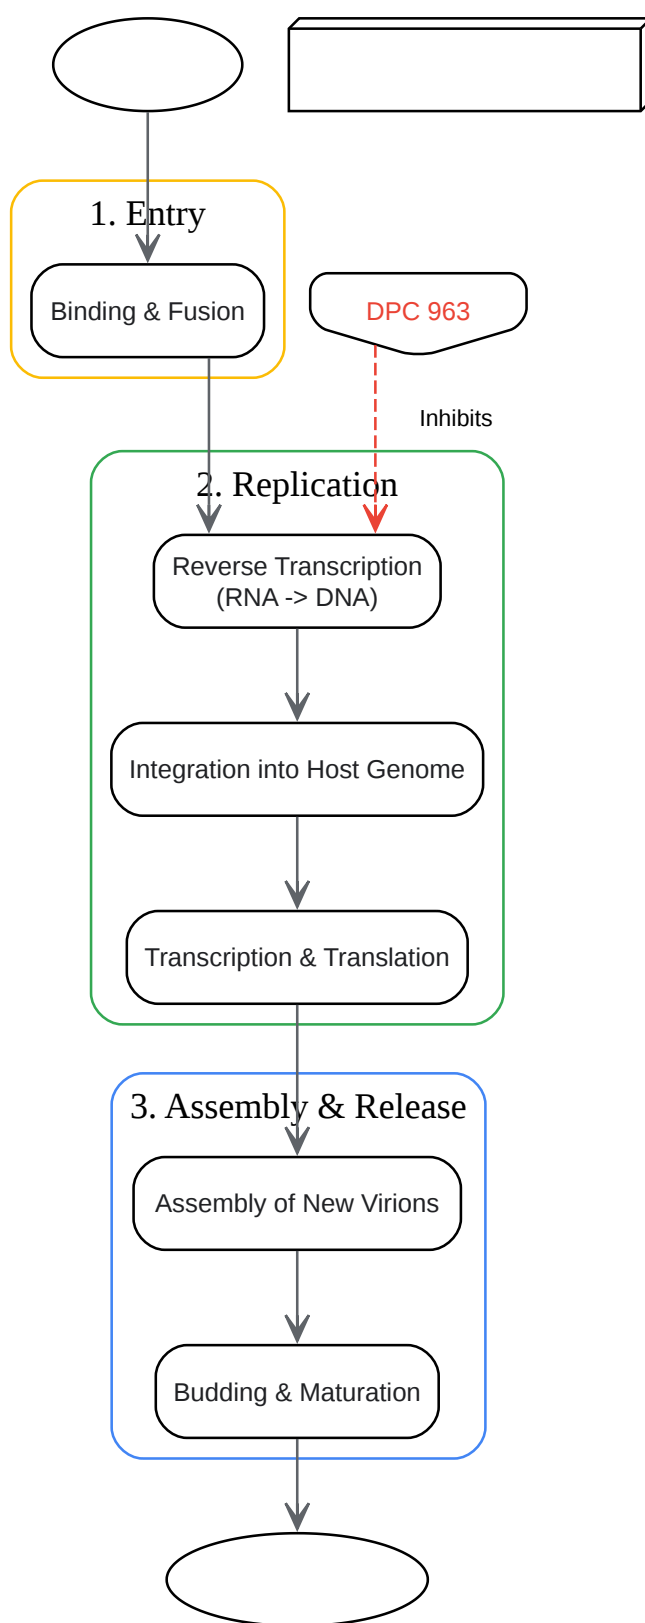 1. Entry
Binding & Fusion
DPC 963
Inhibits
2. Replication
Reverse Transcription
(RNA -> DNA)
Integration into Host Genome
Transcription & Translation
3. Assembly & Release
Assembly of New Virions
Budding & Maturation